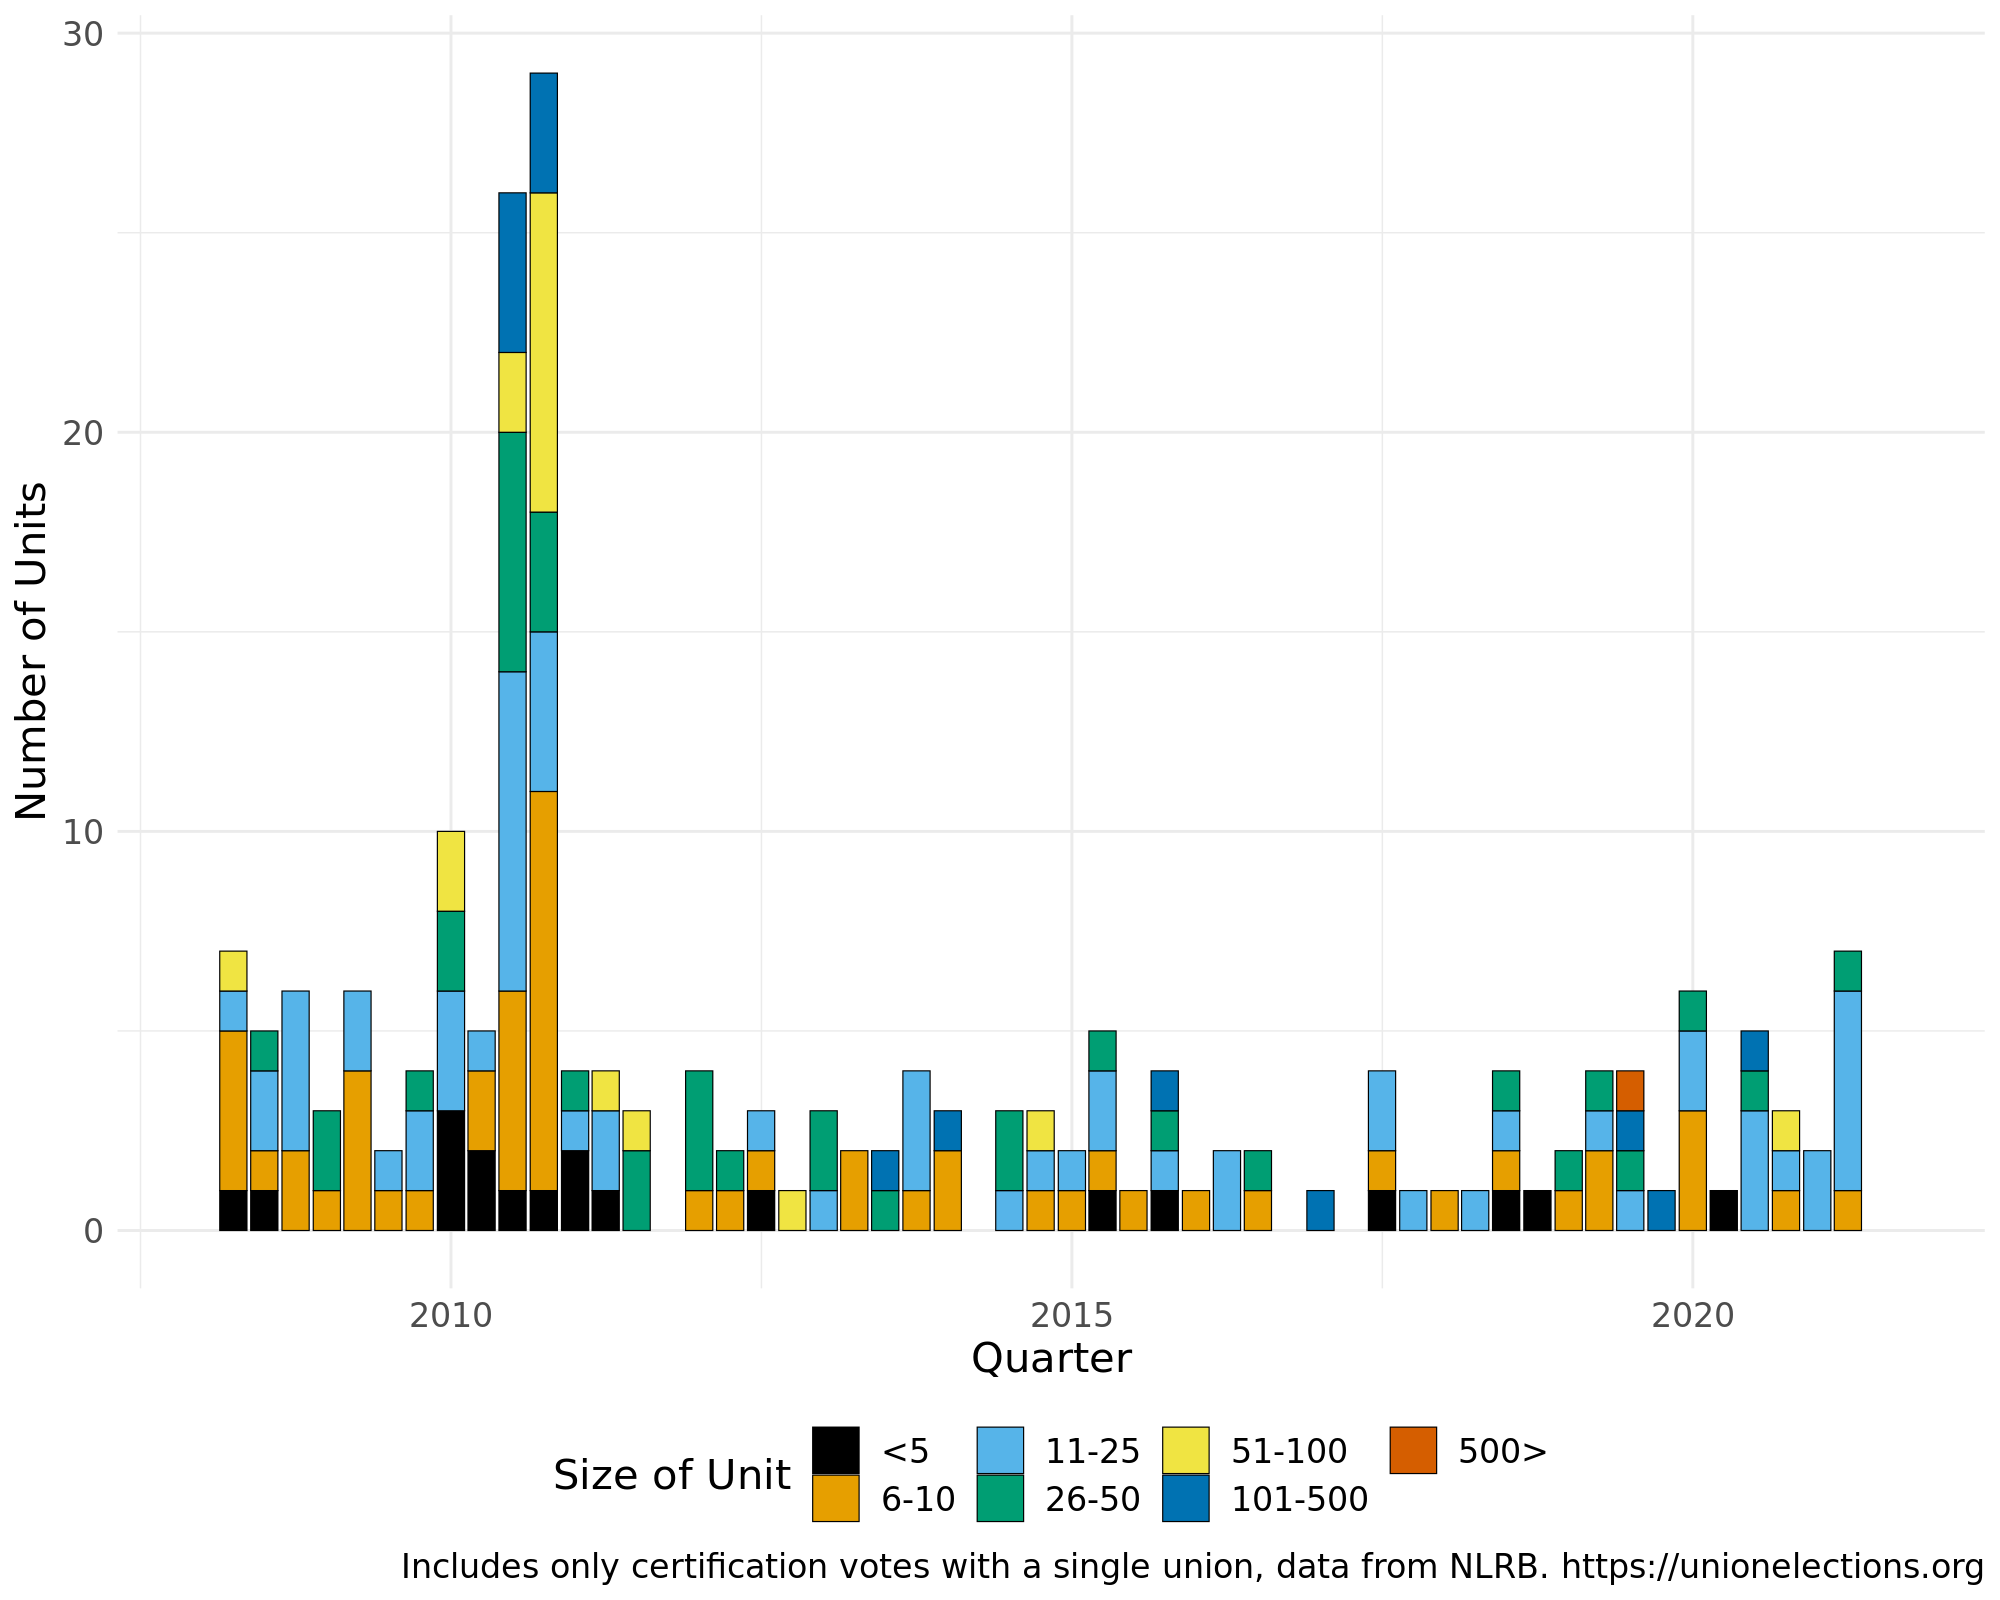 30
20
10
0
Number of Units
2010 2015 2020
Quarter
Size of Unit
<5 11-25 51-100 500>
6-10 26-50 101-500
Includes only certification votes with a single union, data from NLRB. https://unionelections.org